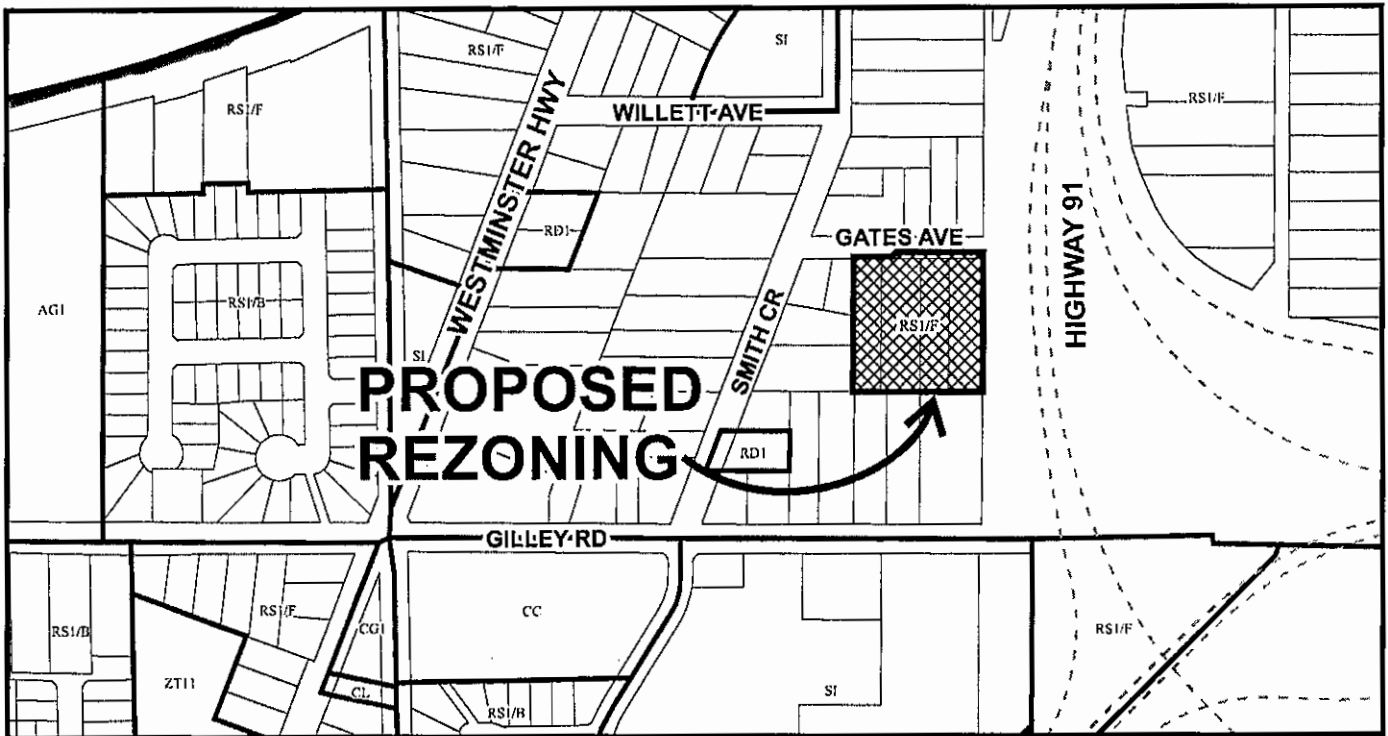 RS1/F
SI
RS1/F
WILLETT AVE
RS1/F
WESTMINSTER HWY
RD1
GATES AVE
HIGHWAY 91
AG1
RS1/B
SMITH CR
RS1/F
SI
PROPOSED
REZONING
RD1
GILLEY RD
RS1/B
RS1/F
CG1
CC
RS1/F
ZT11
CL
RS1/B
SI